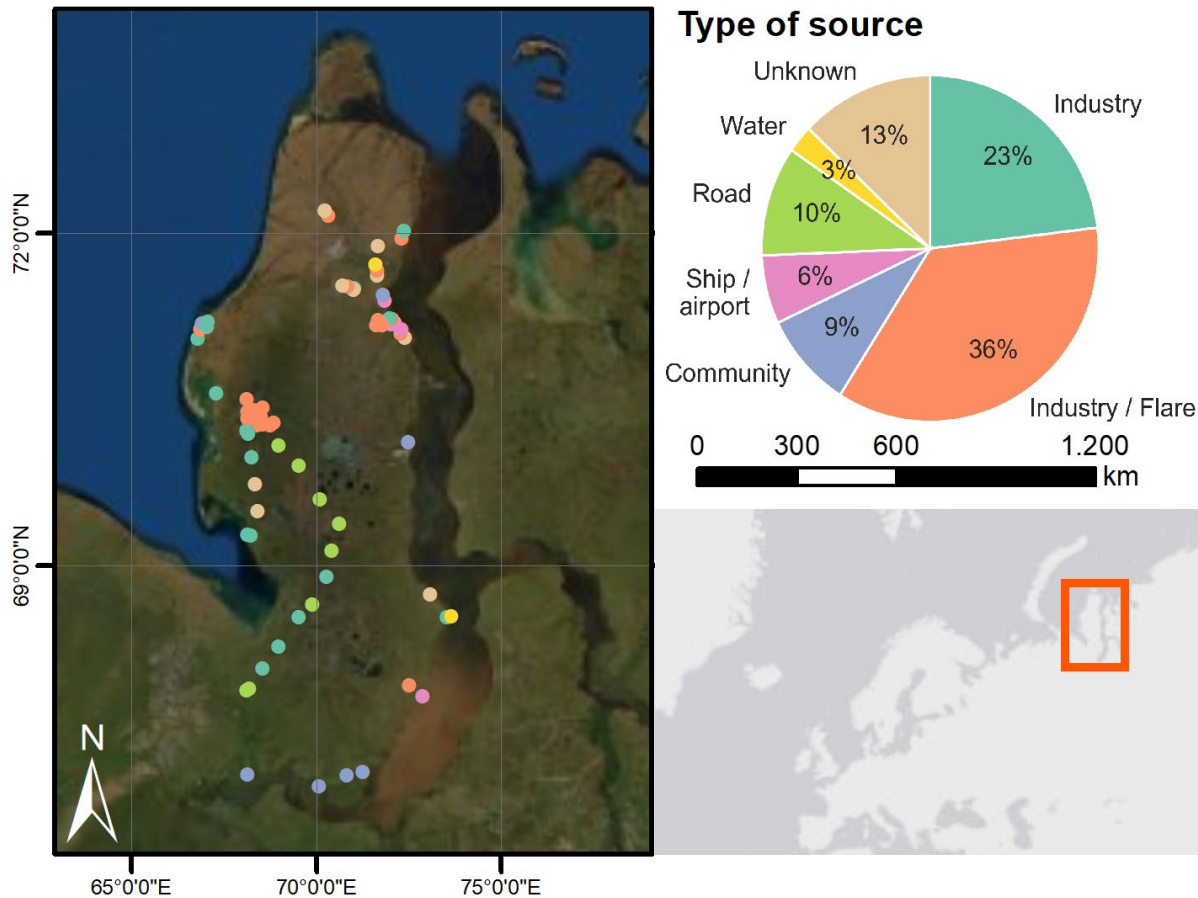 Type of source
Unknown
Industry
Water
13%
23%
3%
Road
10%
Ship /
airport
6%
9%
Community
36%
Industry / Flare
0 300 600 1.200
km
72°0'0"N
69°0'0"N
N
65°0'0"E 70°0'0"E 75°0'0"E